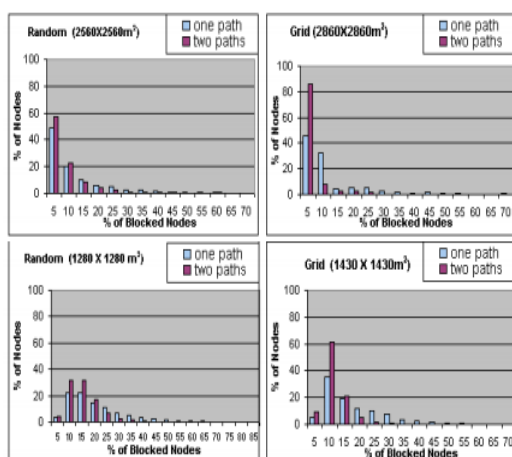 Random (2560X2560m²)
one path
two paths
% of Nodes
100
80
60
40
20
0
5 10 15 20 25 30 35 40 45 50 55 60 65 70
% of Blocked Nodes
Grid (2860X2860m²)
one path
two paths
% of Nodes
100
80
60
40
20
0
5 10 15 20 25 30 35 40 45 50 55 60 65 70
% of Blocked Nodes
Random (1280 X 1280 m²)
one path
two paths
% of Nodes
100
80
60
40
20
0
5 10 15 20 25 30 35 40 45 50 55 60 65 70 75 80 85
% of Blocked Nodes
Grid (1430 X 1430m²)
one path
two paths
% of Nodes
100
80
60
40
20
0
5 10 15 20 25 30 35 40 45 50 55 60 65 70
% of Blocked Nodes